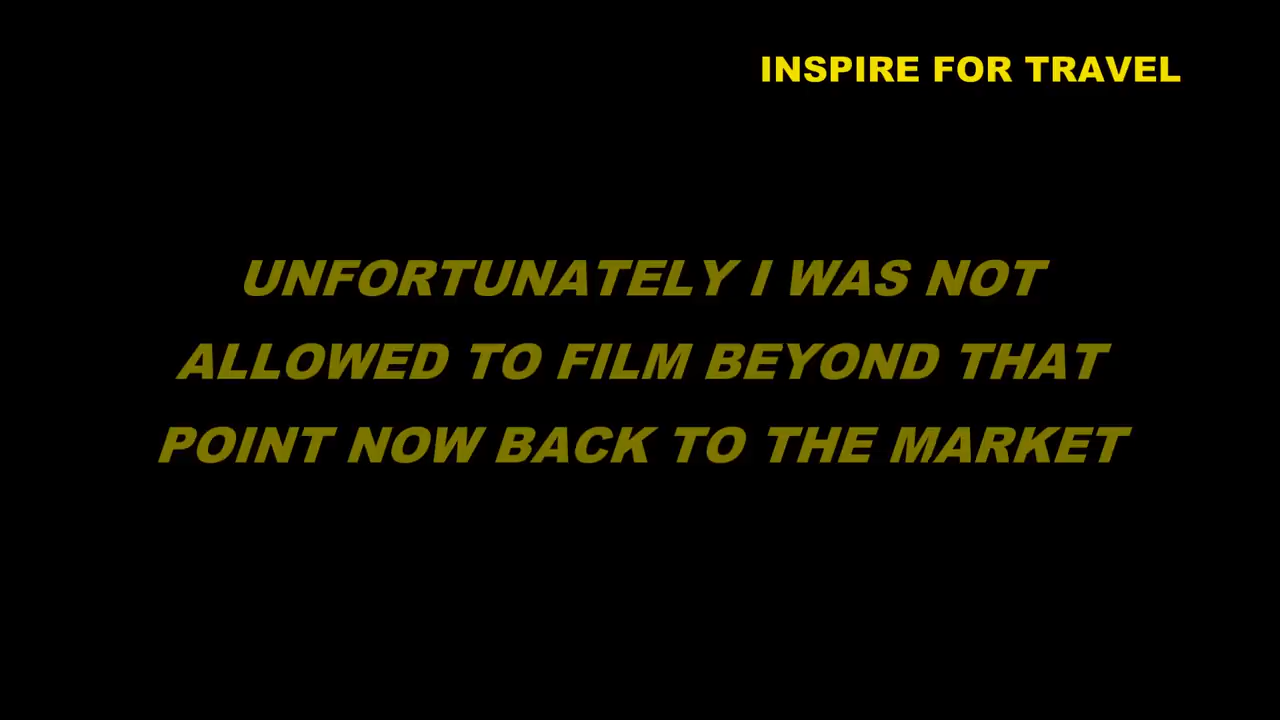 INSPIRE FOR TRAVEL
UNFORTUNATELY I WAS NOT
ALLOWED TO FILM BEYOND THAT
POINT NOW BACK TO THE MARKET